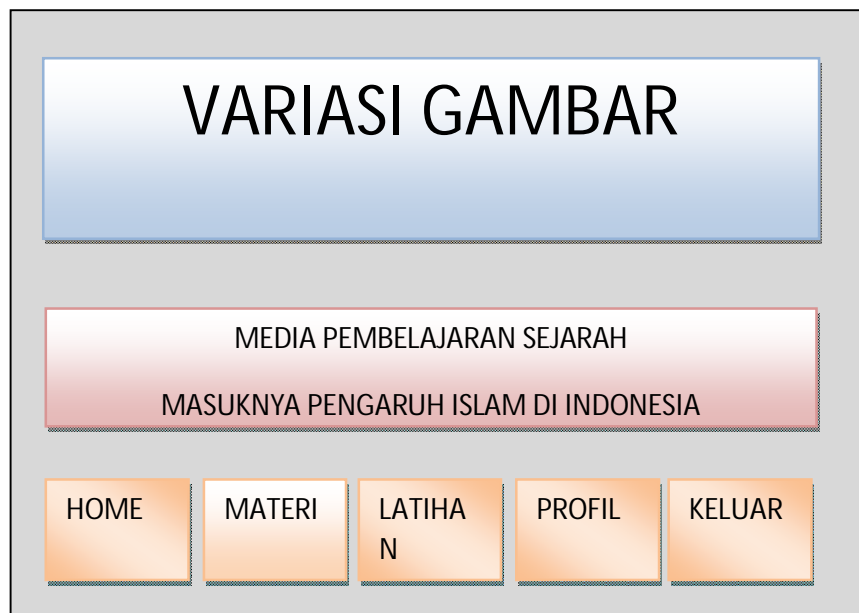 VARIASI GAMBAR
MEDIA PEMBELAJARAN SEJARAH
MASUKNYA PENGARUH ISLAM DI INDONESIA
HOME
MATERI
LATIHA
N
PROFIL
KELUAR